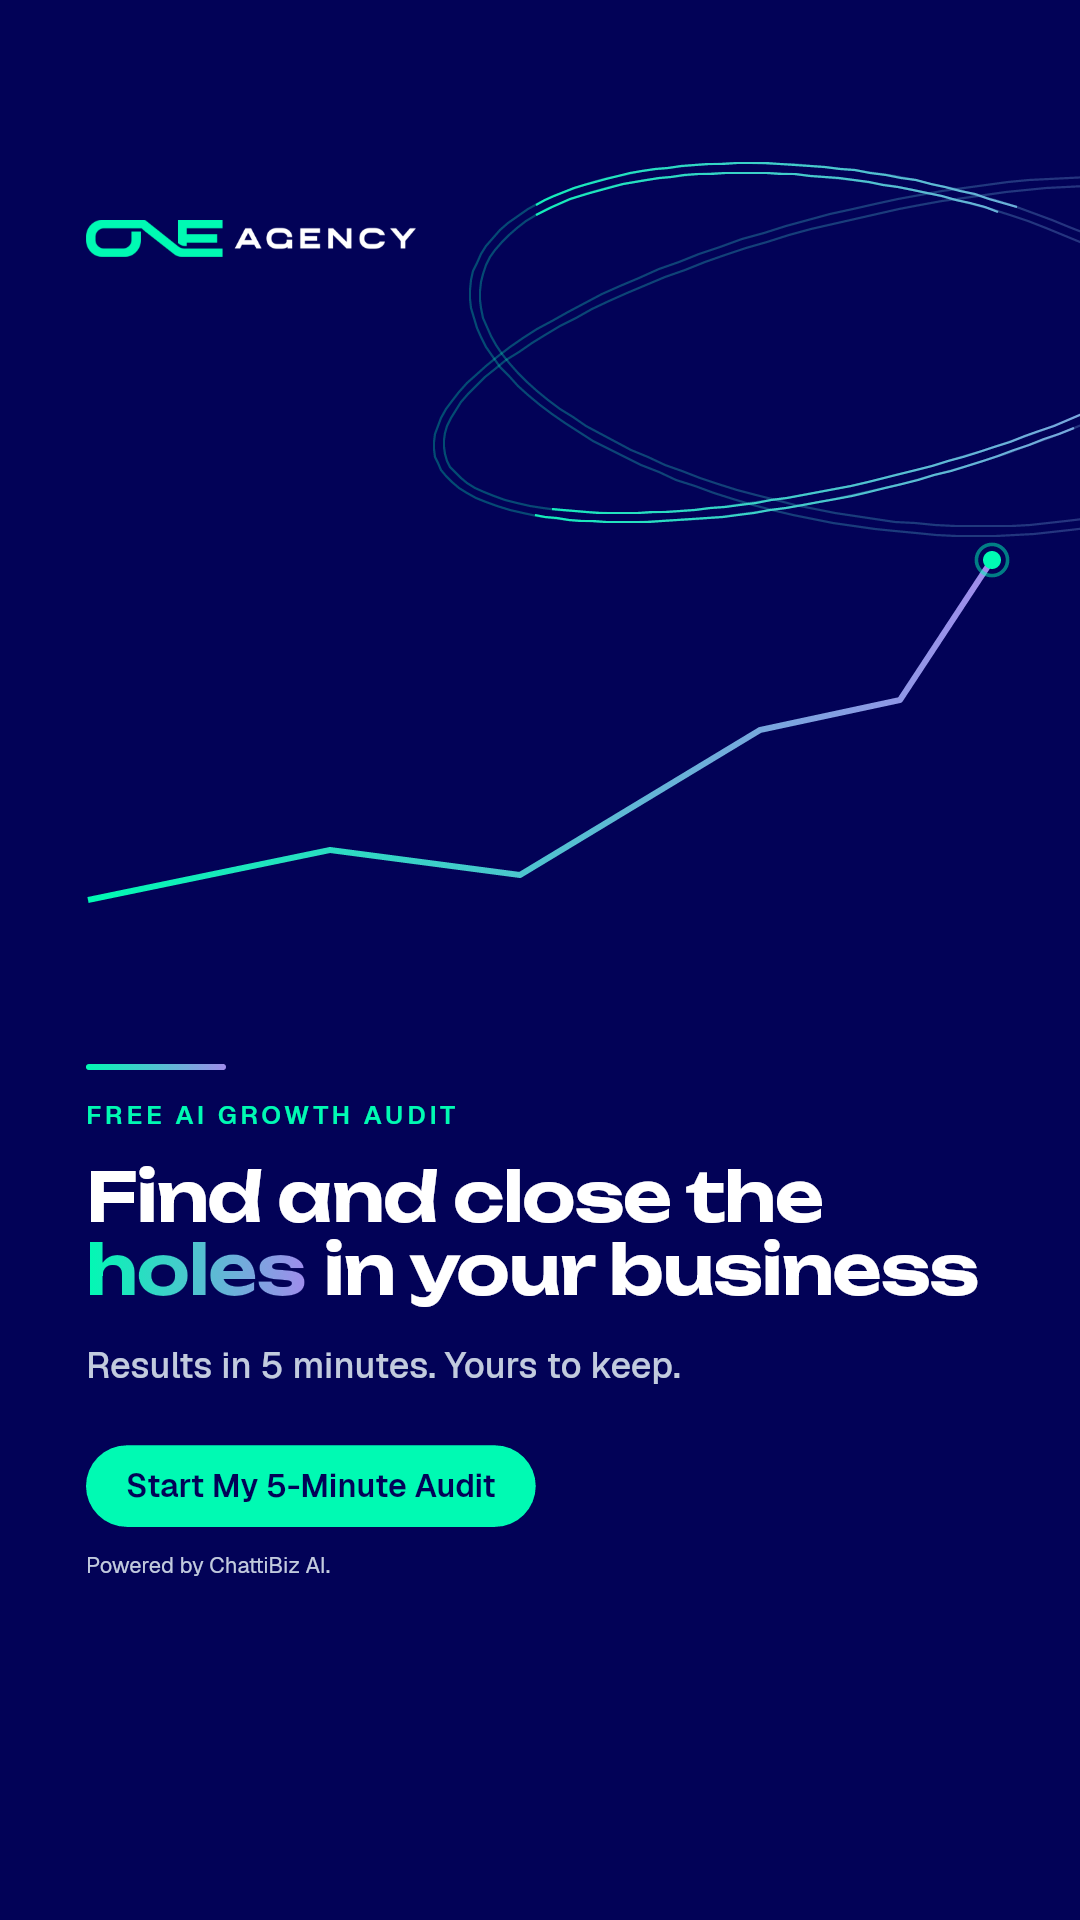 ONE AGENCY
FREE AI GROWTH AUDIT
Find and close the
holes in your business
Results in 5 minutes. Yours to keep.
Start My 5-Minute Audit
Powered by ChattiBiz AI.